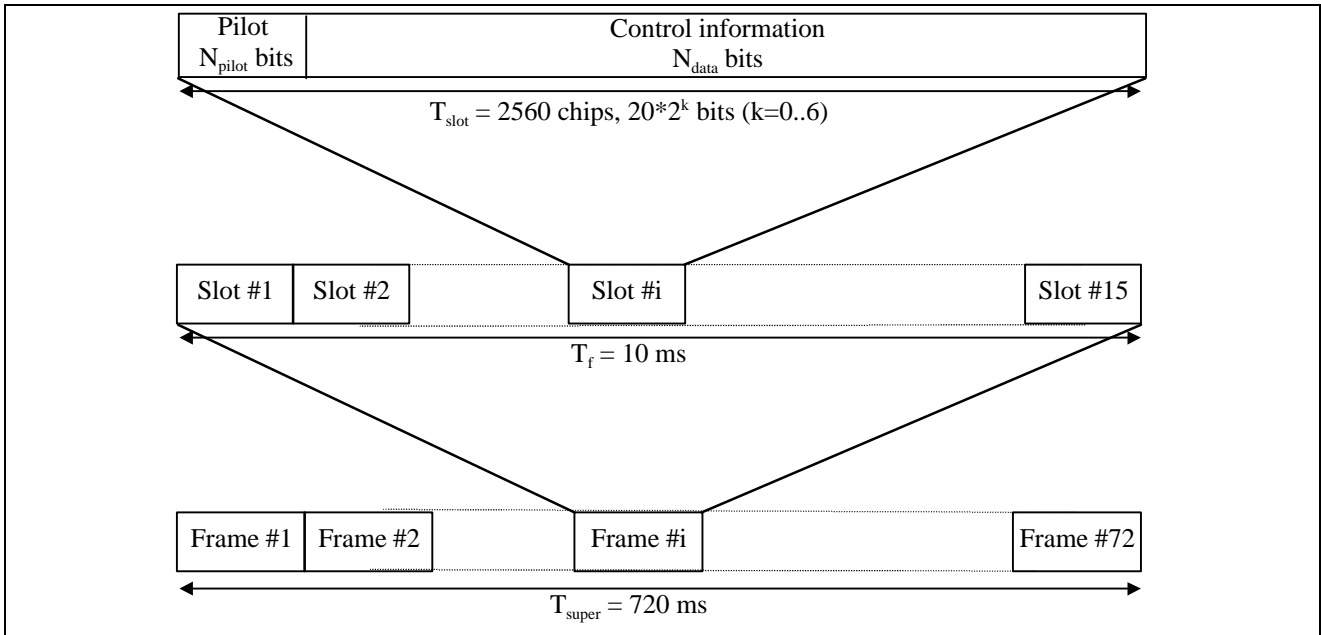 Pilot
N_pilot bits
Control information
N_data bits
T_slot = 2560 chips, 20*2^k bits (k=0..6)
Slot #1 Slot #2 Slot #i Slot #15
T_f = 10 ms
Frame #1 Frame #2 Frame #i Frame #72
T_super = 720 ms